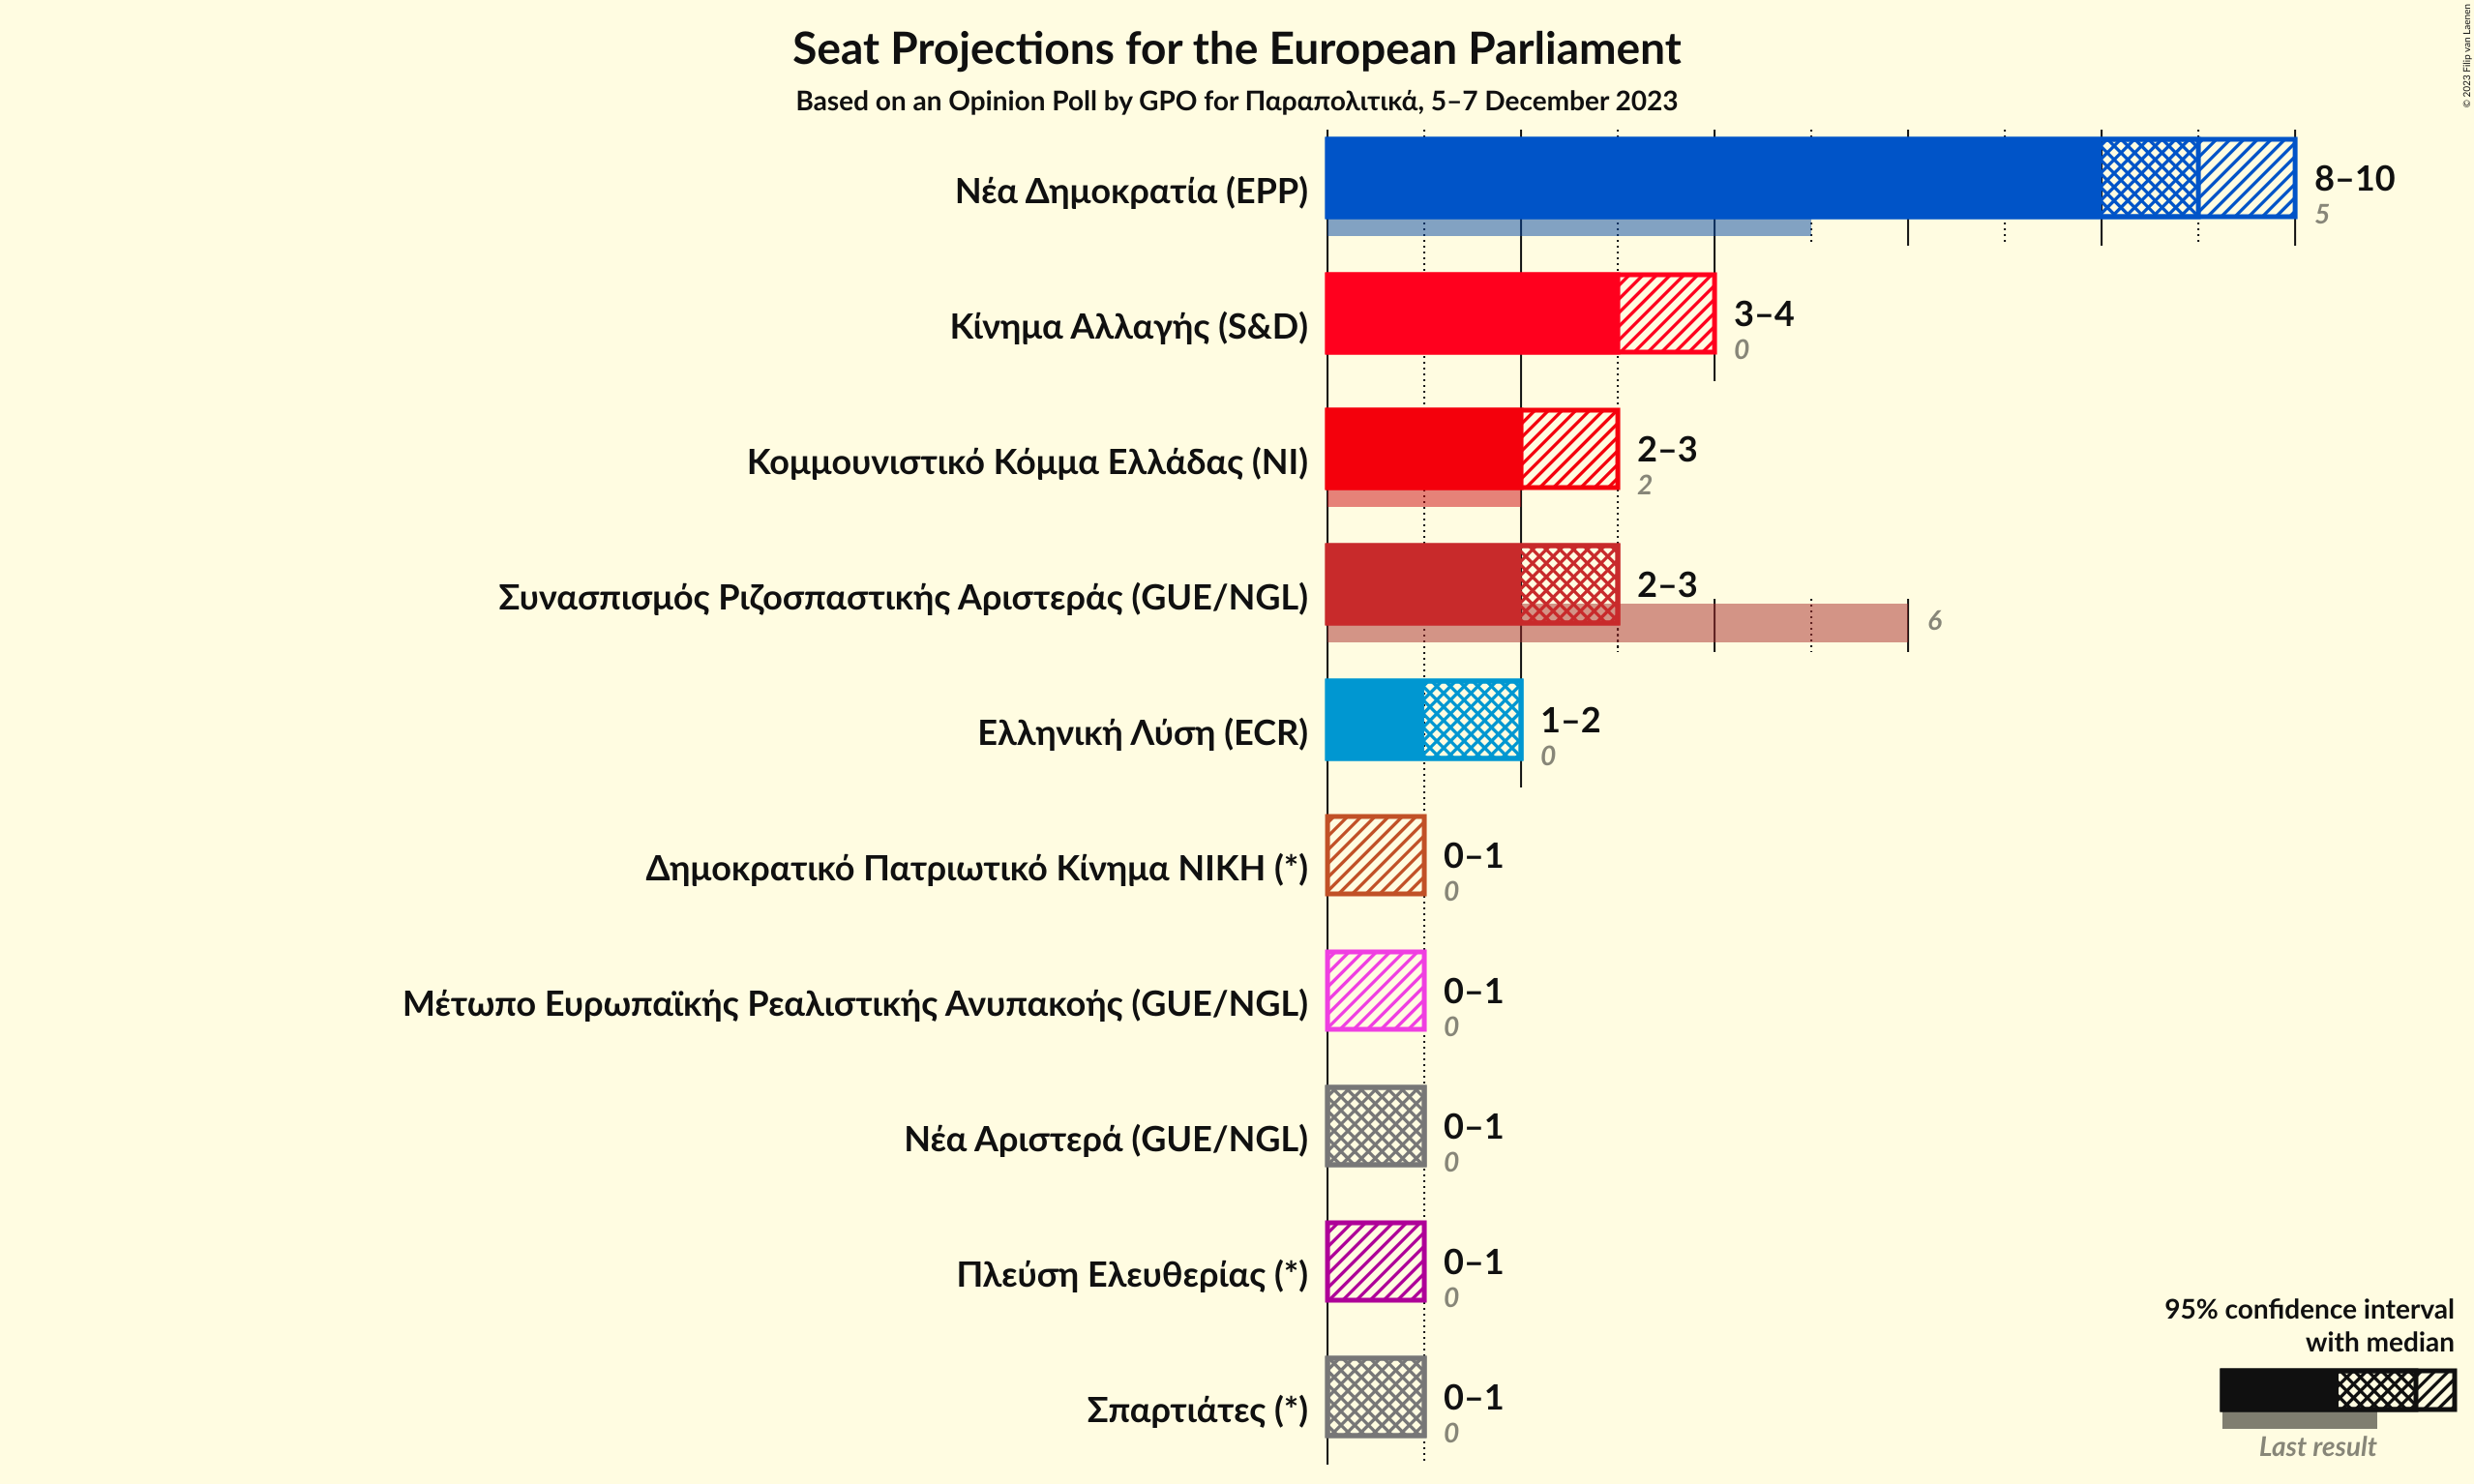 © 2023 Filip van Laenen
Seat Projections for the European Parliament
Based on an Opinion Poll by GPO for Παραπολιτικά, 5–7 December 2023
Νέα Δημοκρατία (EPP)
8–10
5
Κίνημα Αλλαγής (S&D)
3–4
0
Κομμουνιστικό Κόμμα Ελλάδας (NI)
2–3
2
Συνασπισμός Ριζοσπαστικής Αριστεράς (GUE/NGL)
2–3
6
Ελληνική Λύση (ECR)
1–2
0
Δημοκρατικό Πατριωτικό Κίνημα ΝΙΚΗ (*)
0–1
0
Μέτωπο Ευρωπαϊκής Ρεαλιστικής Ανυπακοής (GUE/NGL)
0–1
0
Νέα Αριστερά (GUE/NGL)
0–1
0
Πλεύση Ελευθερίας (*)
0–1
0
Σπαρτιάτες (*)
0–1
0
95% confidence interval
with median
Last result